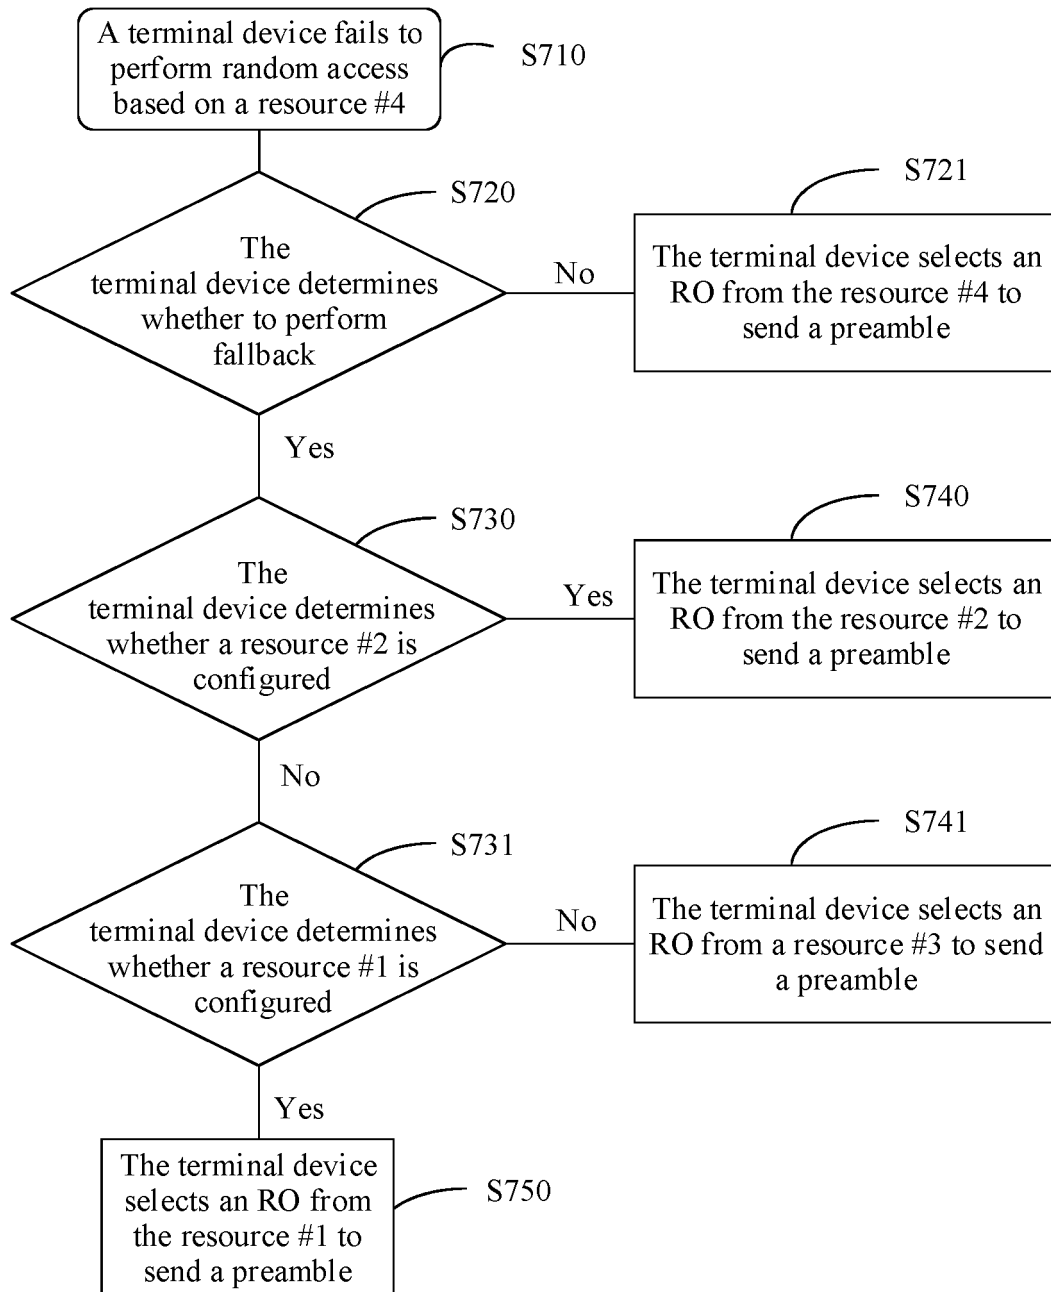 A terminal device fails to
perform random access
based on a resource #4
S710
S720
The
terminal device determines
whether to perform
fallback
No
S721
The terminal device selects an
RO from the resource #4 to
send a preamble
Yes
S730
The
terminal device determines
whether a resource #2 is
configured
Yes
S740
The terminal device selects an
RO from the resource #2 to
send a preamble
No
S731
The
terminal device determines
whether a resource #1 is
configured
No
S741
The terminal device selects an
RO from a resource #3 to send
a preamble
Yes
The terminal device
selects an RO from
the resource #1 to
send a preamble
S750